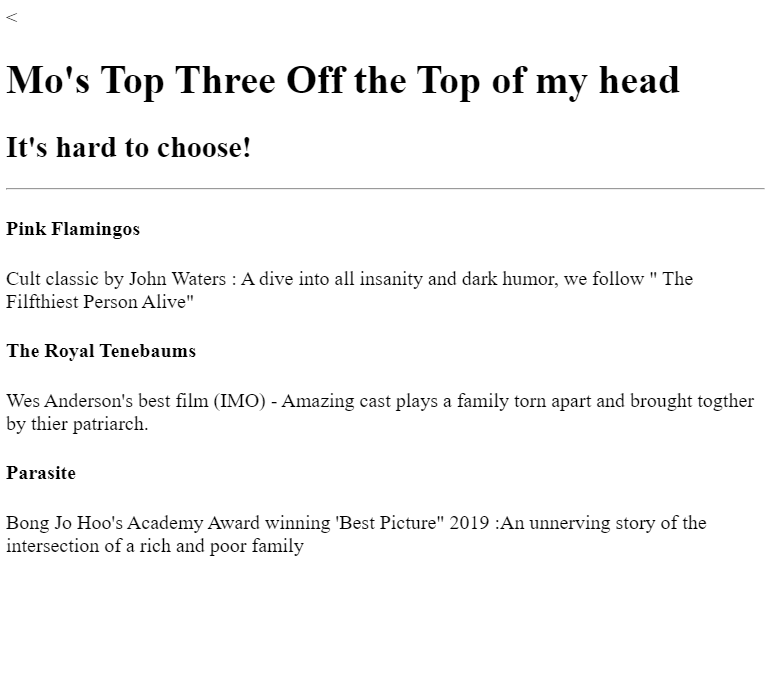 <
Mo's Top Three Off the Top of my head
It's hard to choose!
Pink Flamingos
Cult classic by John Waters : A dive into all insanity and dark humor, we follow " The
Filfthiest Person Alive"
The Royal Tenebaums
Wes Anderson's best film (IMO) - Amazing cast plays a family torn apart and brought togther
by thier patriarch.
Parasite
Bong Jo Hoo's Academy Award winning 'Best Picture" 2019 :An unnerving story of the
intersection of a rich and poor family